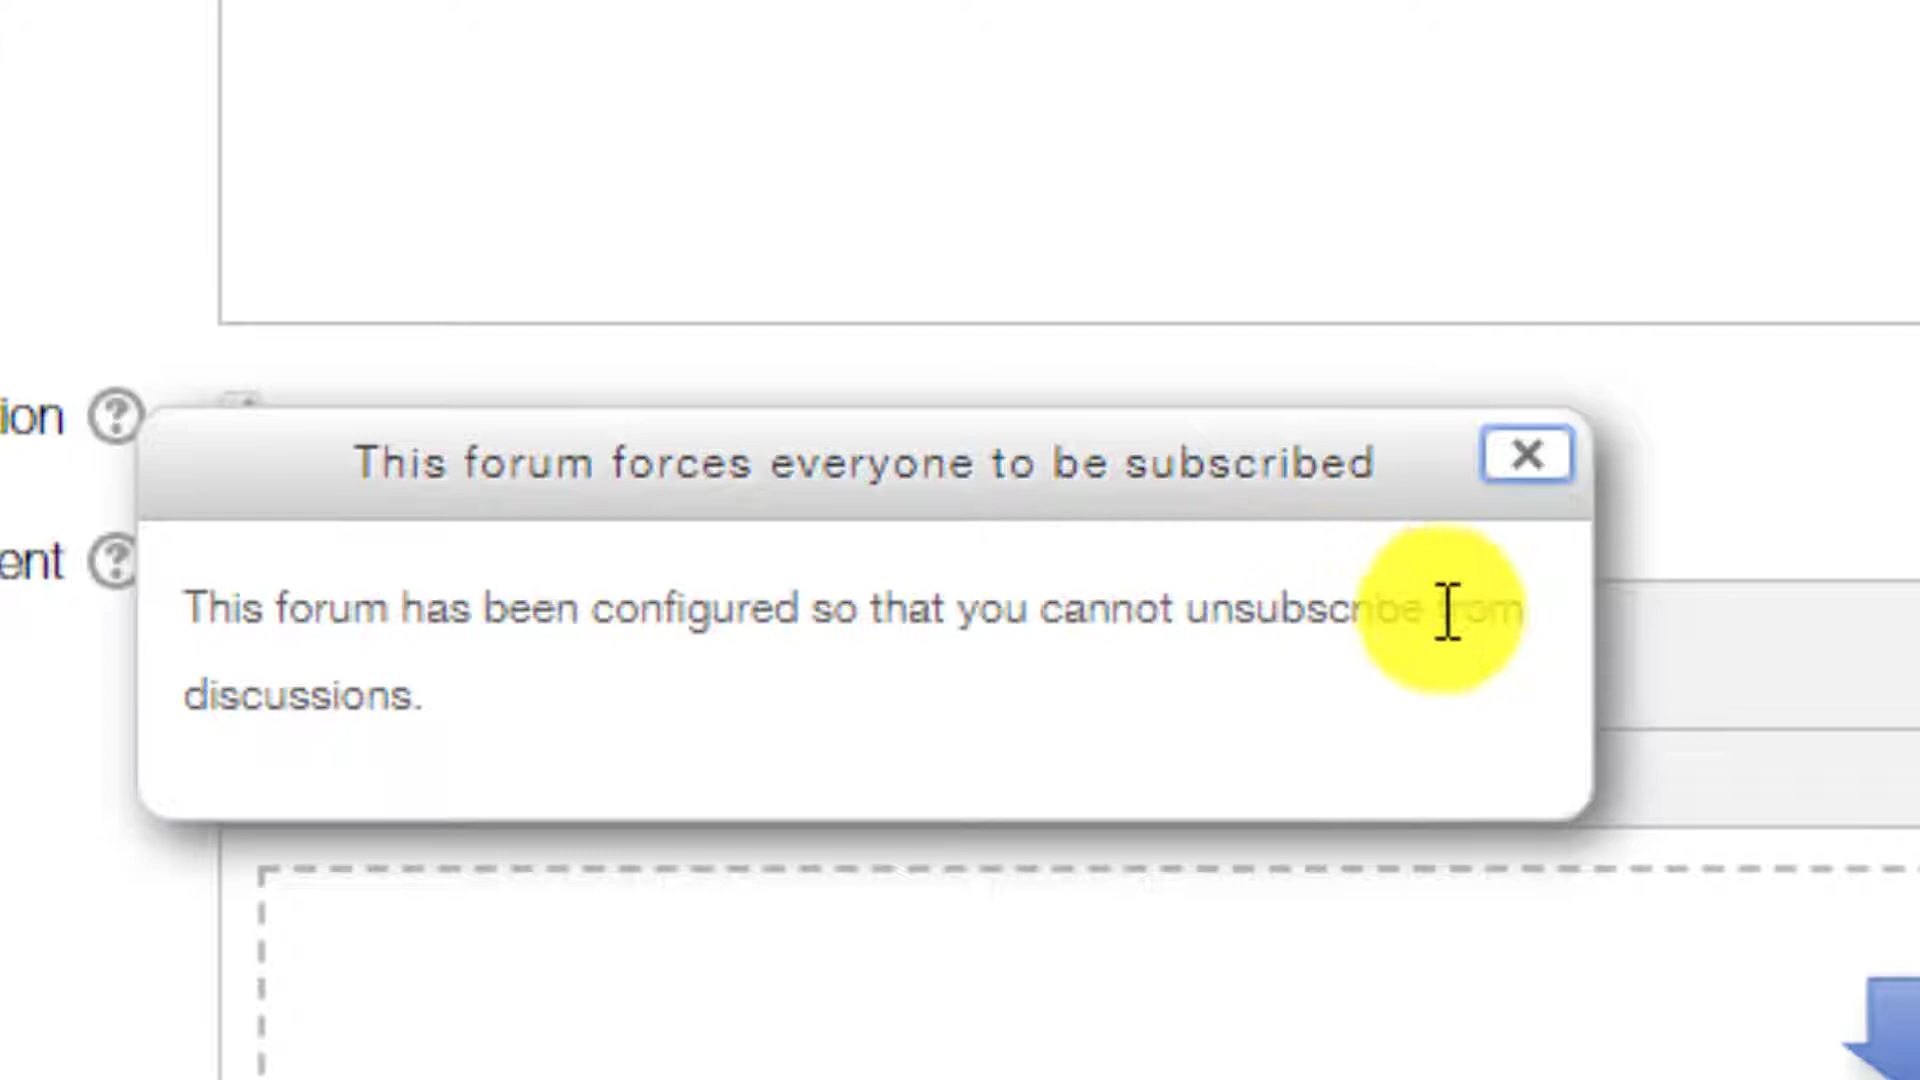 ion
This forum forces everyone to be subscribed
ent
This forum has been configured so that you cannot unsubscribe from
discussions.